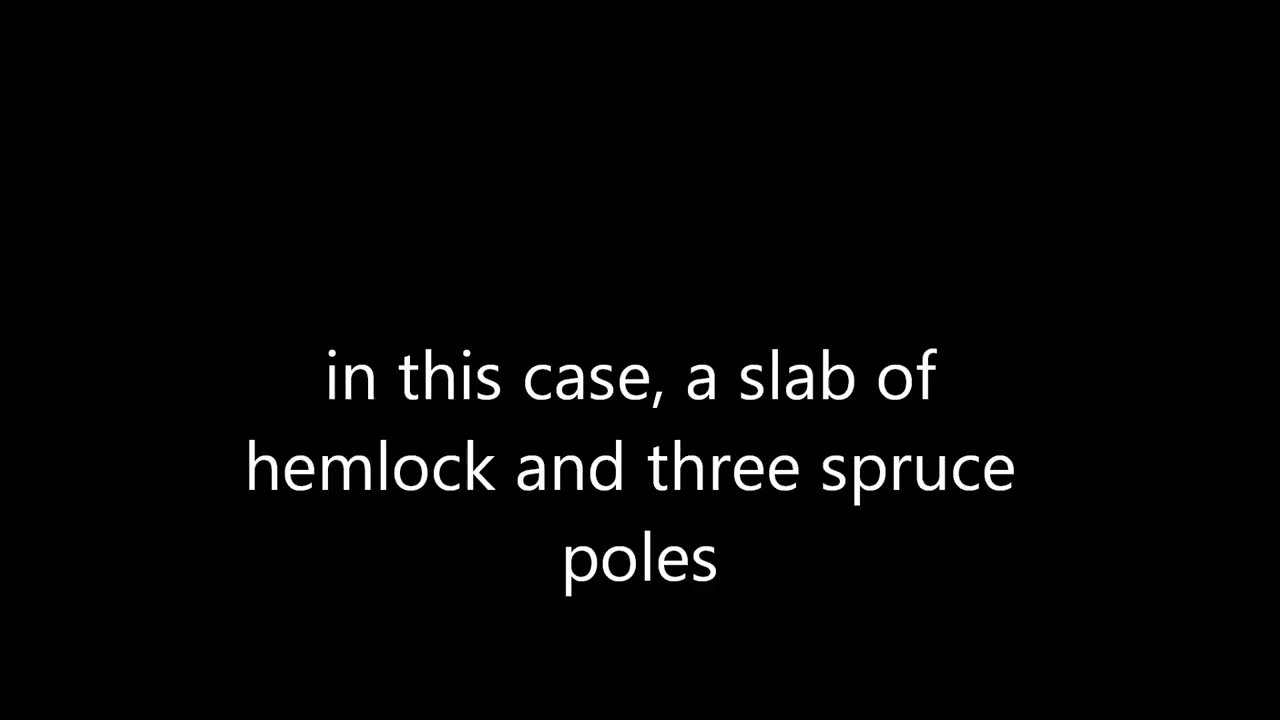 in this case, a slab of
hemlock and three spruce
poles